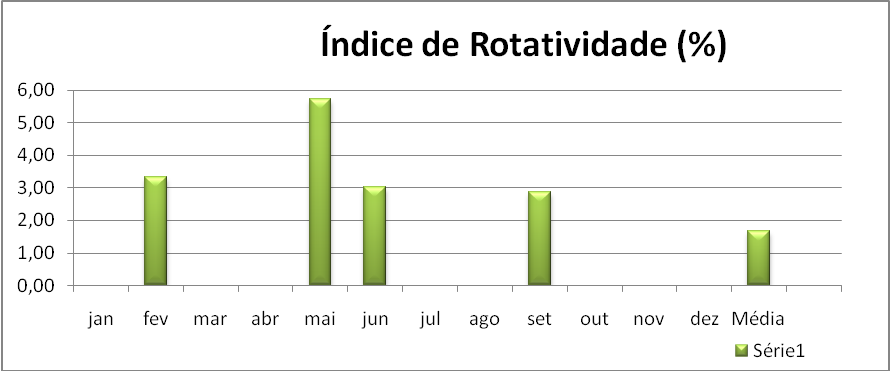 Índice de Rotatividade (%)
6,00
5,00
4,00
3,00
2,00
1,00
0,00
jan fev mar abr mai jun jul ago set out nov dez Média
Série1